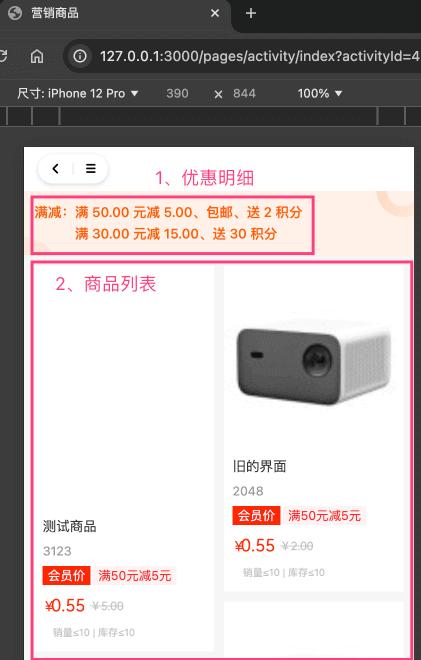 营销商品
127.0.0.1:3000/pages/activity/index?activityId=4
尺寸: iPhone 12 Pro ▼ 390 × 844 100% ▼
1、优惠明细
满减：满 50.00 元减 5.00、包邮、送 2 积分
满 30.00 元减 15.00、送 30 积分
2、商品列表
测试商品
3123
会员价 满50元减5元
¥0.55 ¥5.00
销量≤10 | 库存≤10
旧的界面
2048
会员价 满50元减5元
¥0.55 ¥2.00
销量≤10 | 库存≤10